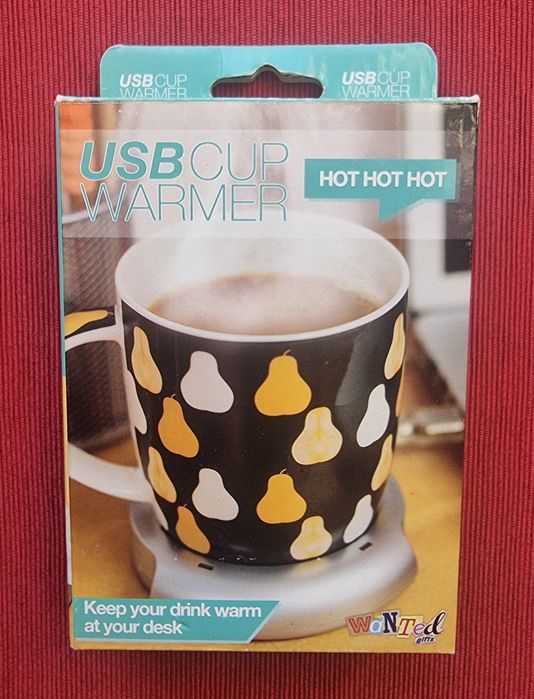 USB CUP
WARMER
USB CUP
WARMER
USB CUP
WARMER
HOT HOT HOT
Keep your drink warm
at your desk
WaNTed
gifts